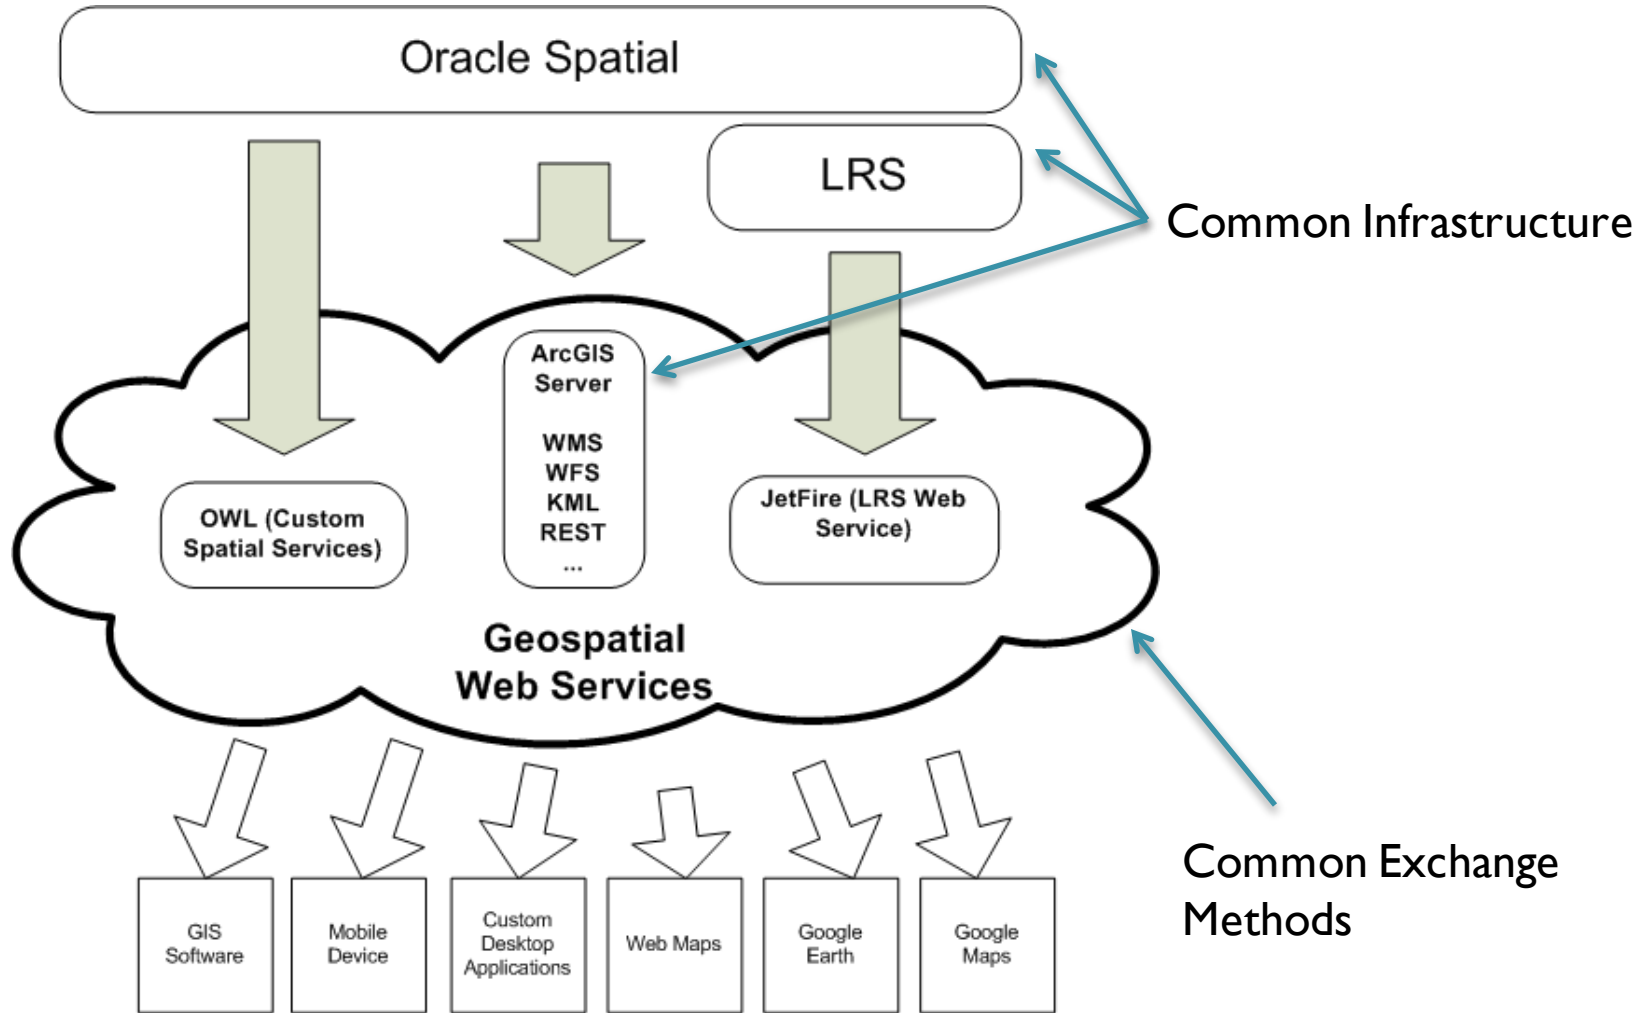 Oracle Spatial
LRS
Common Infrastructure
ArcGIS
Server
WMS
WFS
KML
REST
...
OWL (Custom
Spatial Services)
JetFire (LRS Web
Service)
Geospatial
Web Services
Common Exchange
Methods
GIS
Software
Mobile
Device
Custom
Desktop
Applications
Web Maps
Google
Earth
Google
Maps